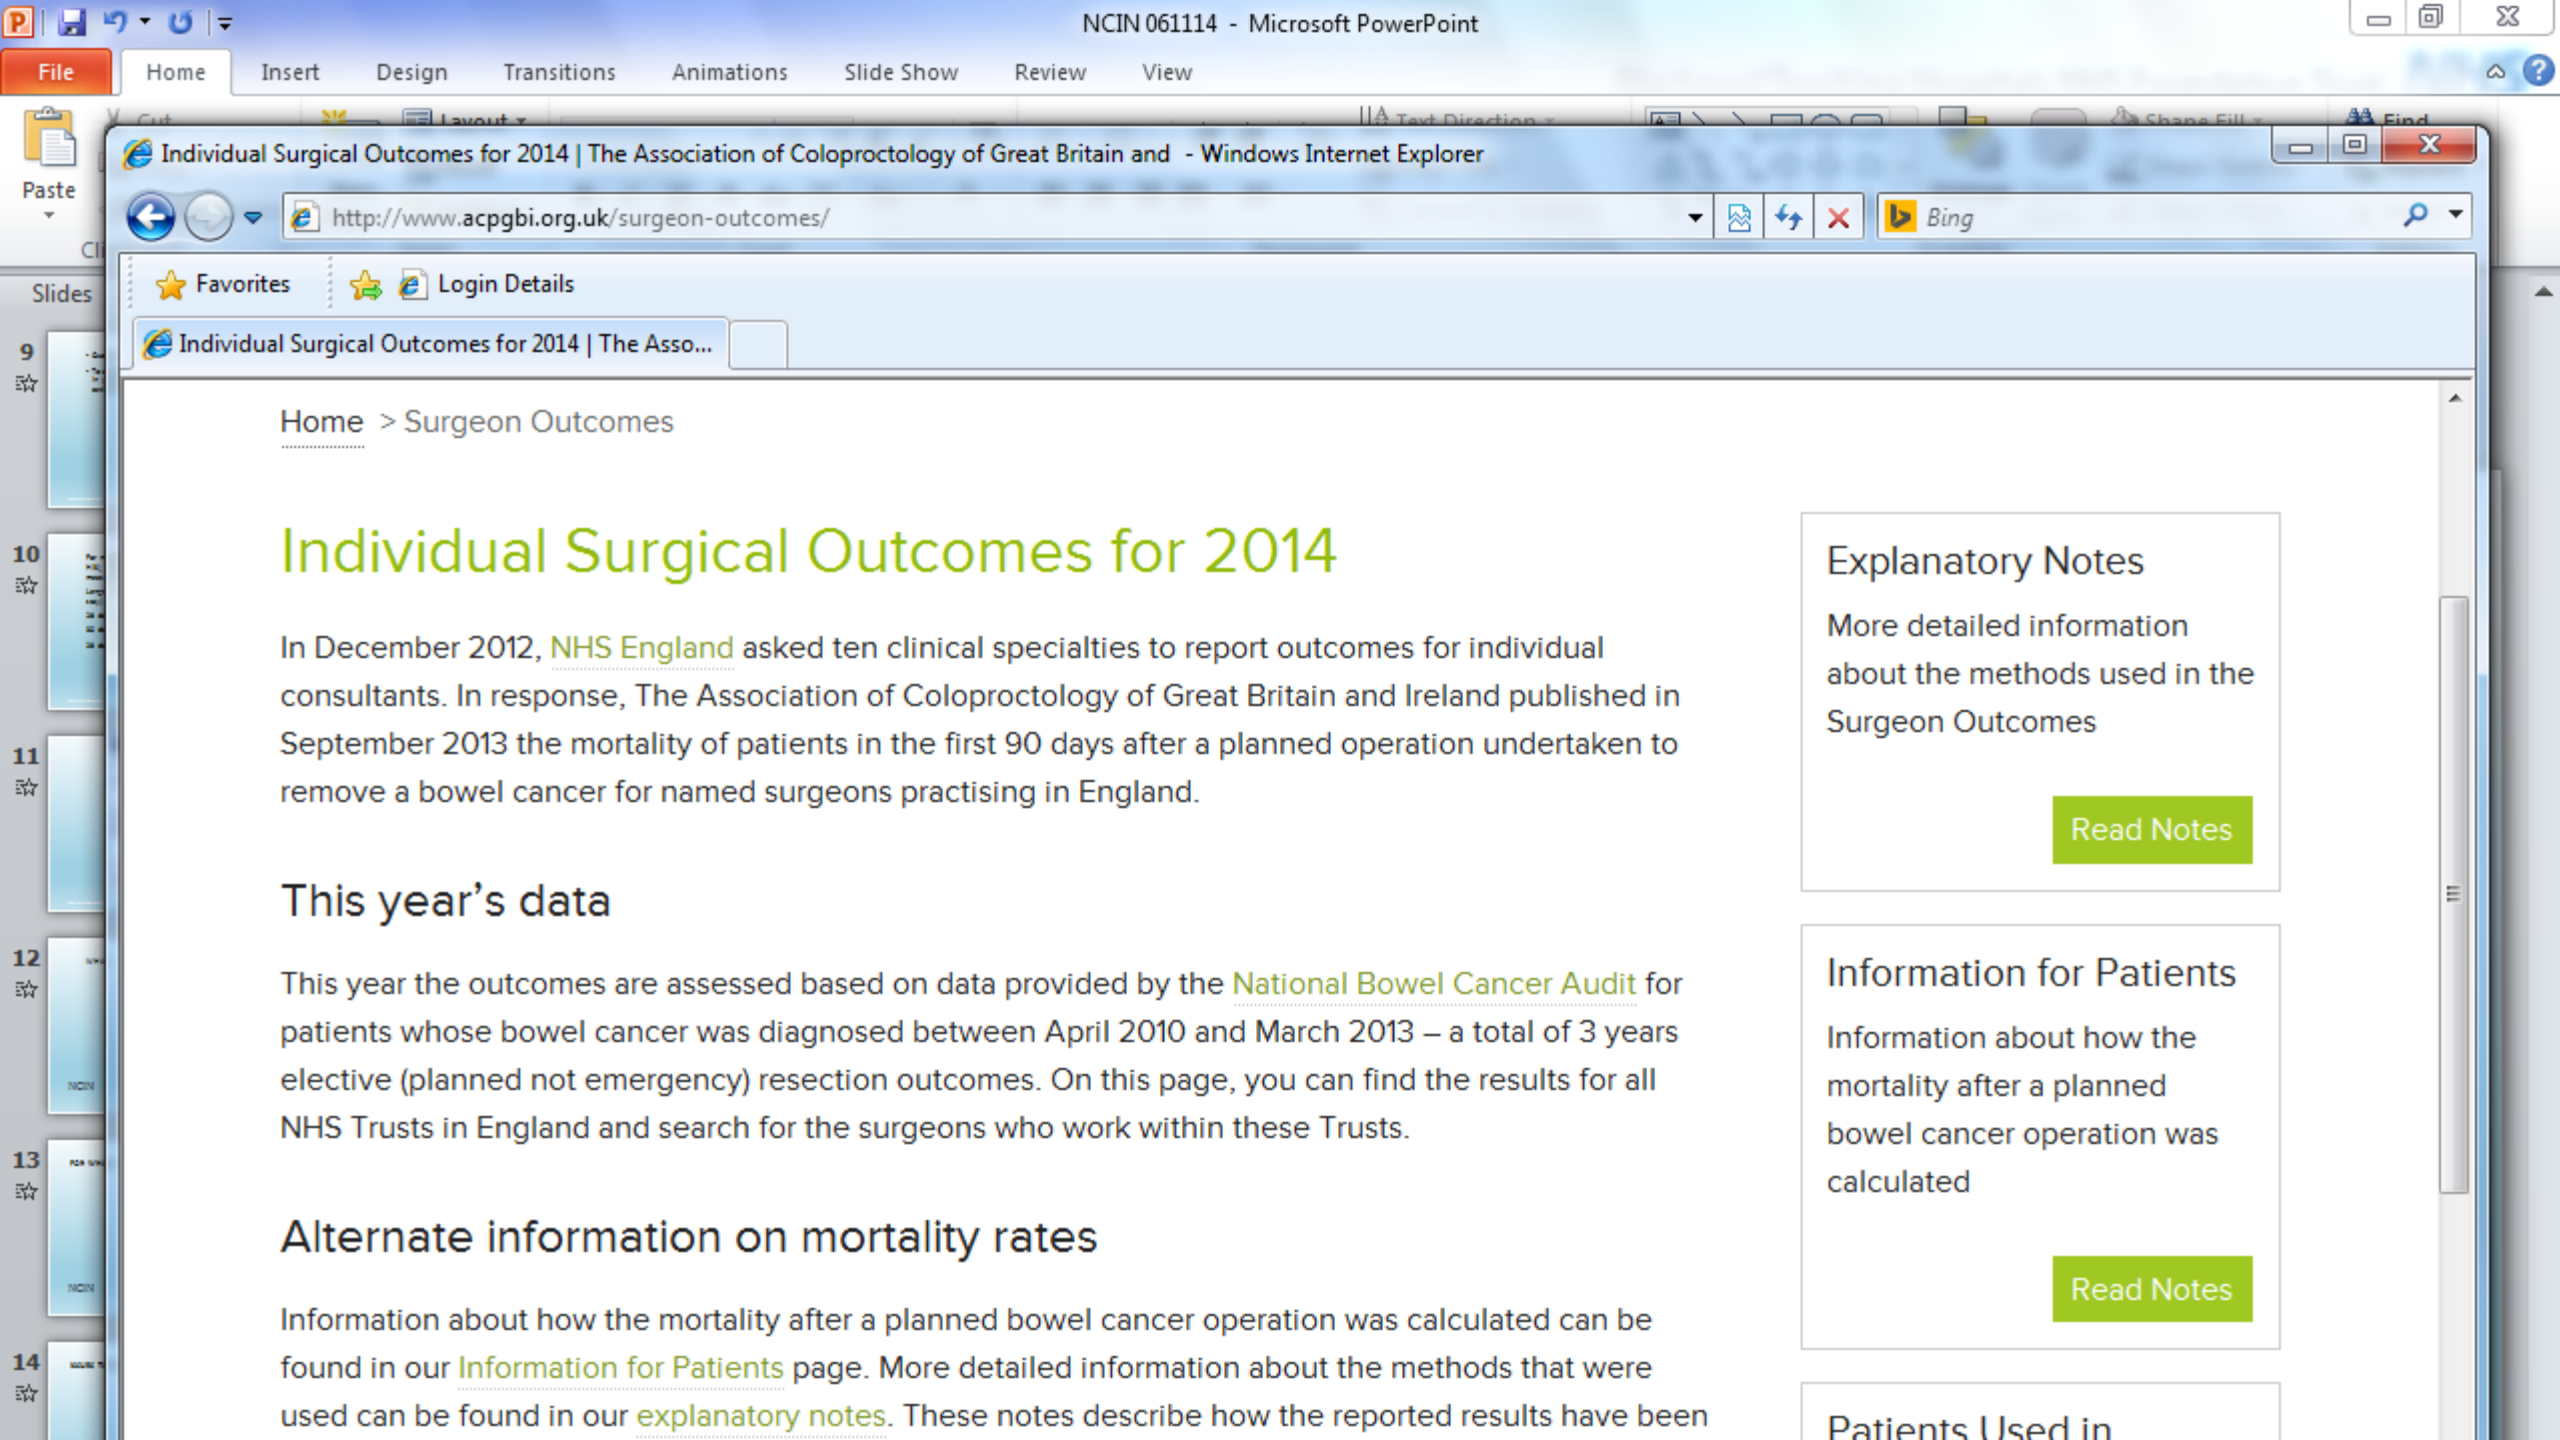 NCIN 061114 - Microsoft PowerPoint
File Home Insert Design Transitions Animations Slide Show Review View
Cut Layout Text Direction Shape Fill Find
Paste
Individual Surgical Outcomes for 2014 | The Association of Coloproctology of Great Britain and - Windows Internet Explorer
http://www.acpgbi.org.uk/surgeon-outcomes/
Bing
Slides
Favorites Login Details
Individual Surgical Outcomes for 2014 | The Asso...
9
10
11
12
NCIN
13
NCIN
14
Home > Surgeon Outcomes
Individual Surgical Outcomes for 2014
In December 2012, NHS England asked ten clinical specialties to report outcomes for individual
consultants. In response, The Association of Coloproctology of Great Britain and Ireland published in
September 2013 the mortality of patients in the first 90 days after a planned operation undertaken to
remove a bowel cancer for named surgeons practising in England.
This year’s data
This year the outcomes are assessed based on data provided by the National Bowel Cancer Audit for
patients whose bowel cancer was diagnosed between April 2010 and March 2013 – a total of 3 years
elective (planned not emergency) resection outcomes. On this page, you can find the results for all
NHS Trusts in England and search for the surgeons who work within these Trusts.
Alternate information on mortality rates
Information about how the mortality after a planned bowel cancer operation was calculated can be
found in our Information for Patients page. More detailed information about the methods that were
used can be found in our explanatory notes. These notes describe how the reported results have been
Explanatory Notes
More detailed information
about the methods used in the
Surgeon Outcomes
Read Notes
Information for Patients
Information about how the
mortality after a planned
bowel cancer operation was
calculated
Read Notes
Patients Used in